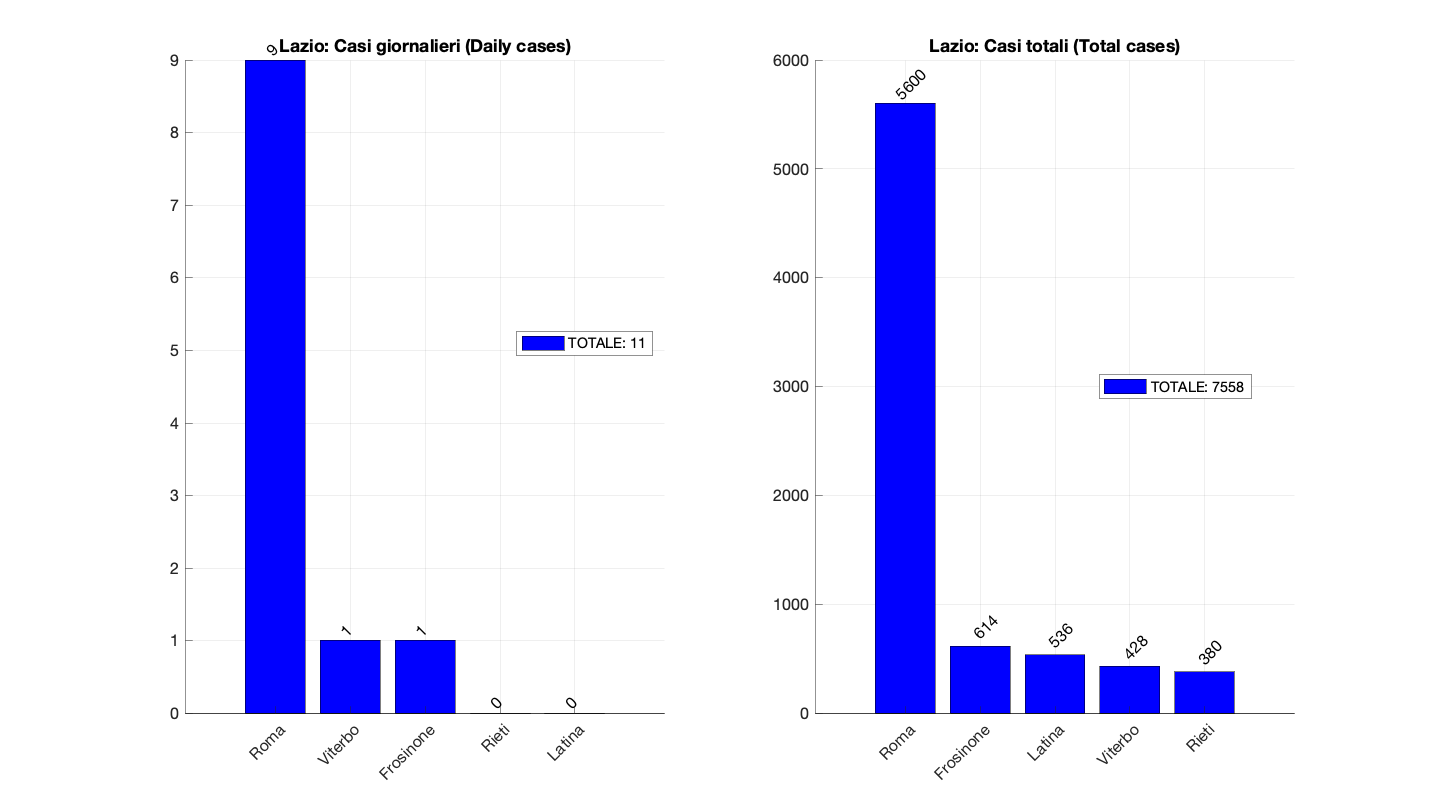 Lazio: Casi giornalieri (Daily cases)
9
9
8
7
6
5
4
3
2
1
0
1
1
0
0
TOTALE: 11
Roma
Viterbo
Frosinone
Rieti
Latina
Lazio: Casi totali (Total cases)
6000
5000
4000
3000
2000
1000
0
5600
614
536
428
380
TOTALE: 7558
Roma
Frosinone
Latina
Viterbo
Rieti